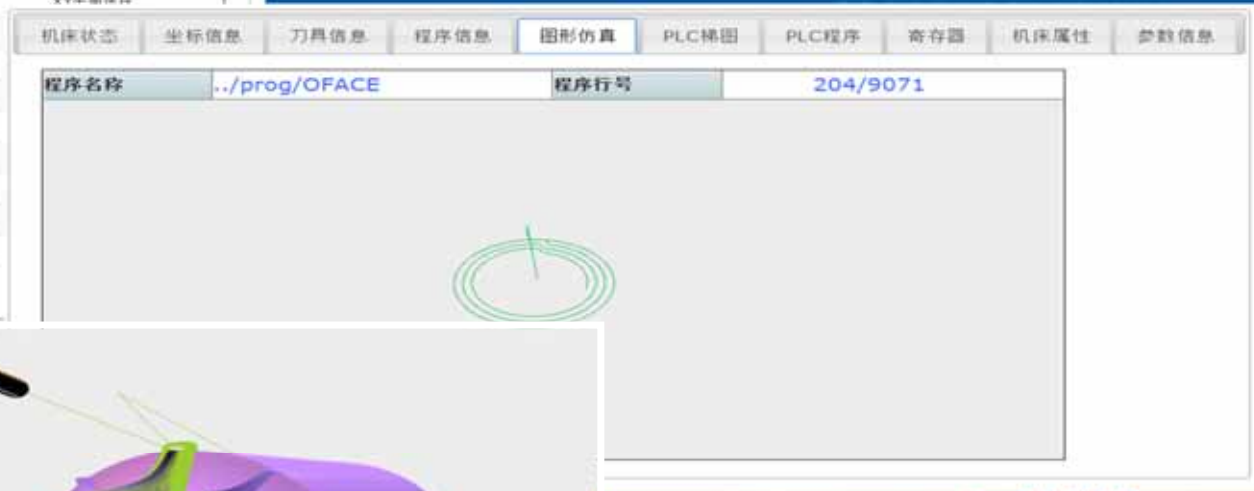 机床状态 坐标信息 刀具信息 程序信息 图形仿真 PLC梯图 PLC程序 寄存器 机床属性 参数信息
程序名称 ../prog/OFACE 程序行号 204/9071